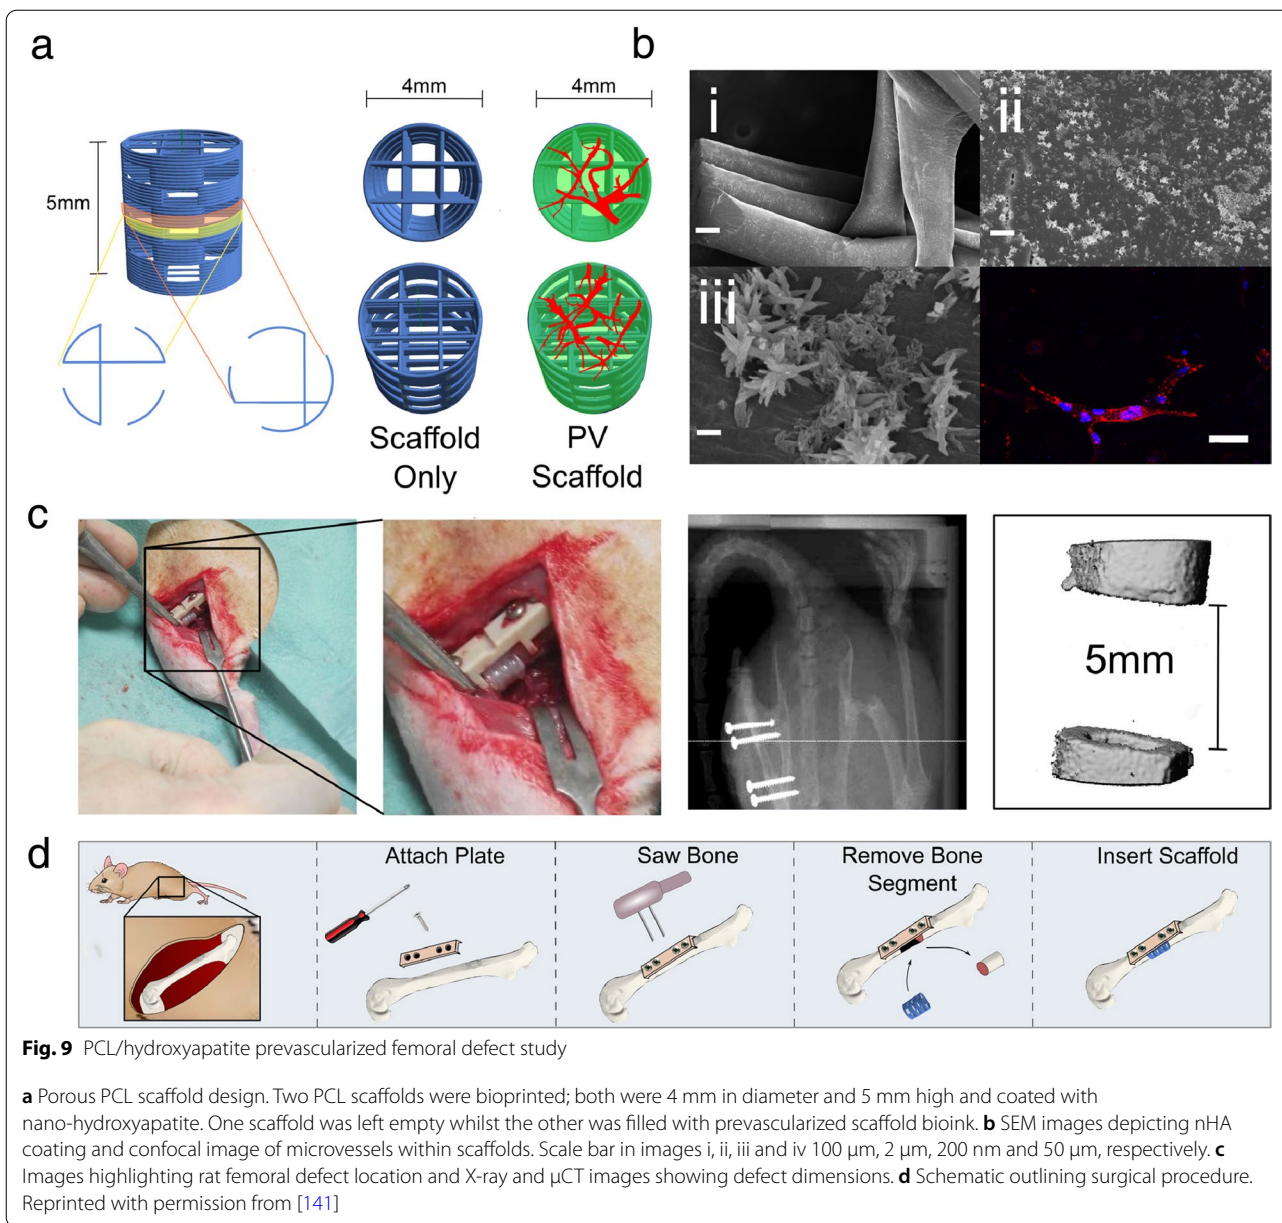 a
b
4mm
4mm
5mm
Scaffold
Only
PV
Scaffold
i
ii
iii
c
5mm
d
Attach Plate
Saw Bone
Remove Bone
Segment
Insert Scaffold
Fig. 9 PCL/hydroxyapatite prevascularized femoral defect study
a Porous PCL scaffold design. Two PCL scaffolds were bioprinted; both were 4 mm in diameter and 5 mm high and coated with
nano-hydroxyapatite. One scaffold was left empty whilst the other was filled with prevascularized scaffold bioink. b SEM images depicting nHA
coating and confocal image of microvessels within scaffolds. Scale bar in images i, ii, iii and iv 100 μm, 2 μm, 200 nm and 50 μm, respectively. c
Images highlighting rat femoral defect location and X-ray and μCT images showing defect dimensions. d Schematic outlining surgical procedure.
Reprinted with permission from [141]